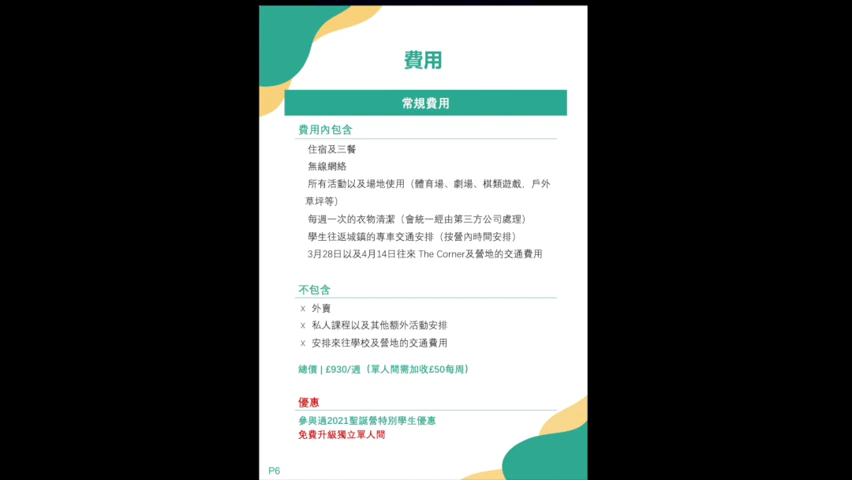 費用
常規費用
費用內包含
住宿及三餐
無線網絡
所有活動以及場地使用（體育場、劇場、棋類遊戲，戶外
草坪等）
每週一次的衣物清潔（會統一經由第三方公司處理）
學生往返城鎮的專車交通安排（按營內時間安排）
3月28日以及4月14日往來 The Corner及營地的交通費用
不包含
x 外賣
x 私人課程以及其他額外活動安排
x 安排來往學校及營地的交通費用
總價 | £930/週（單人間需加收£50每周）
優惠
參與過2021聖誕營特別學生優惠
免費升級獨立單人間
P6